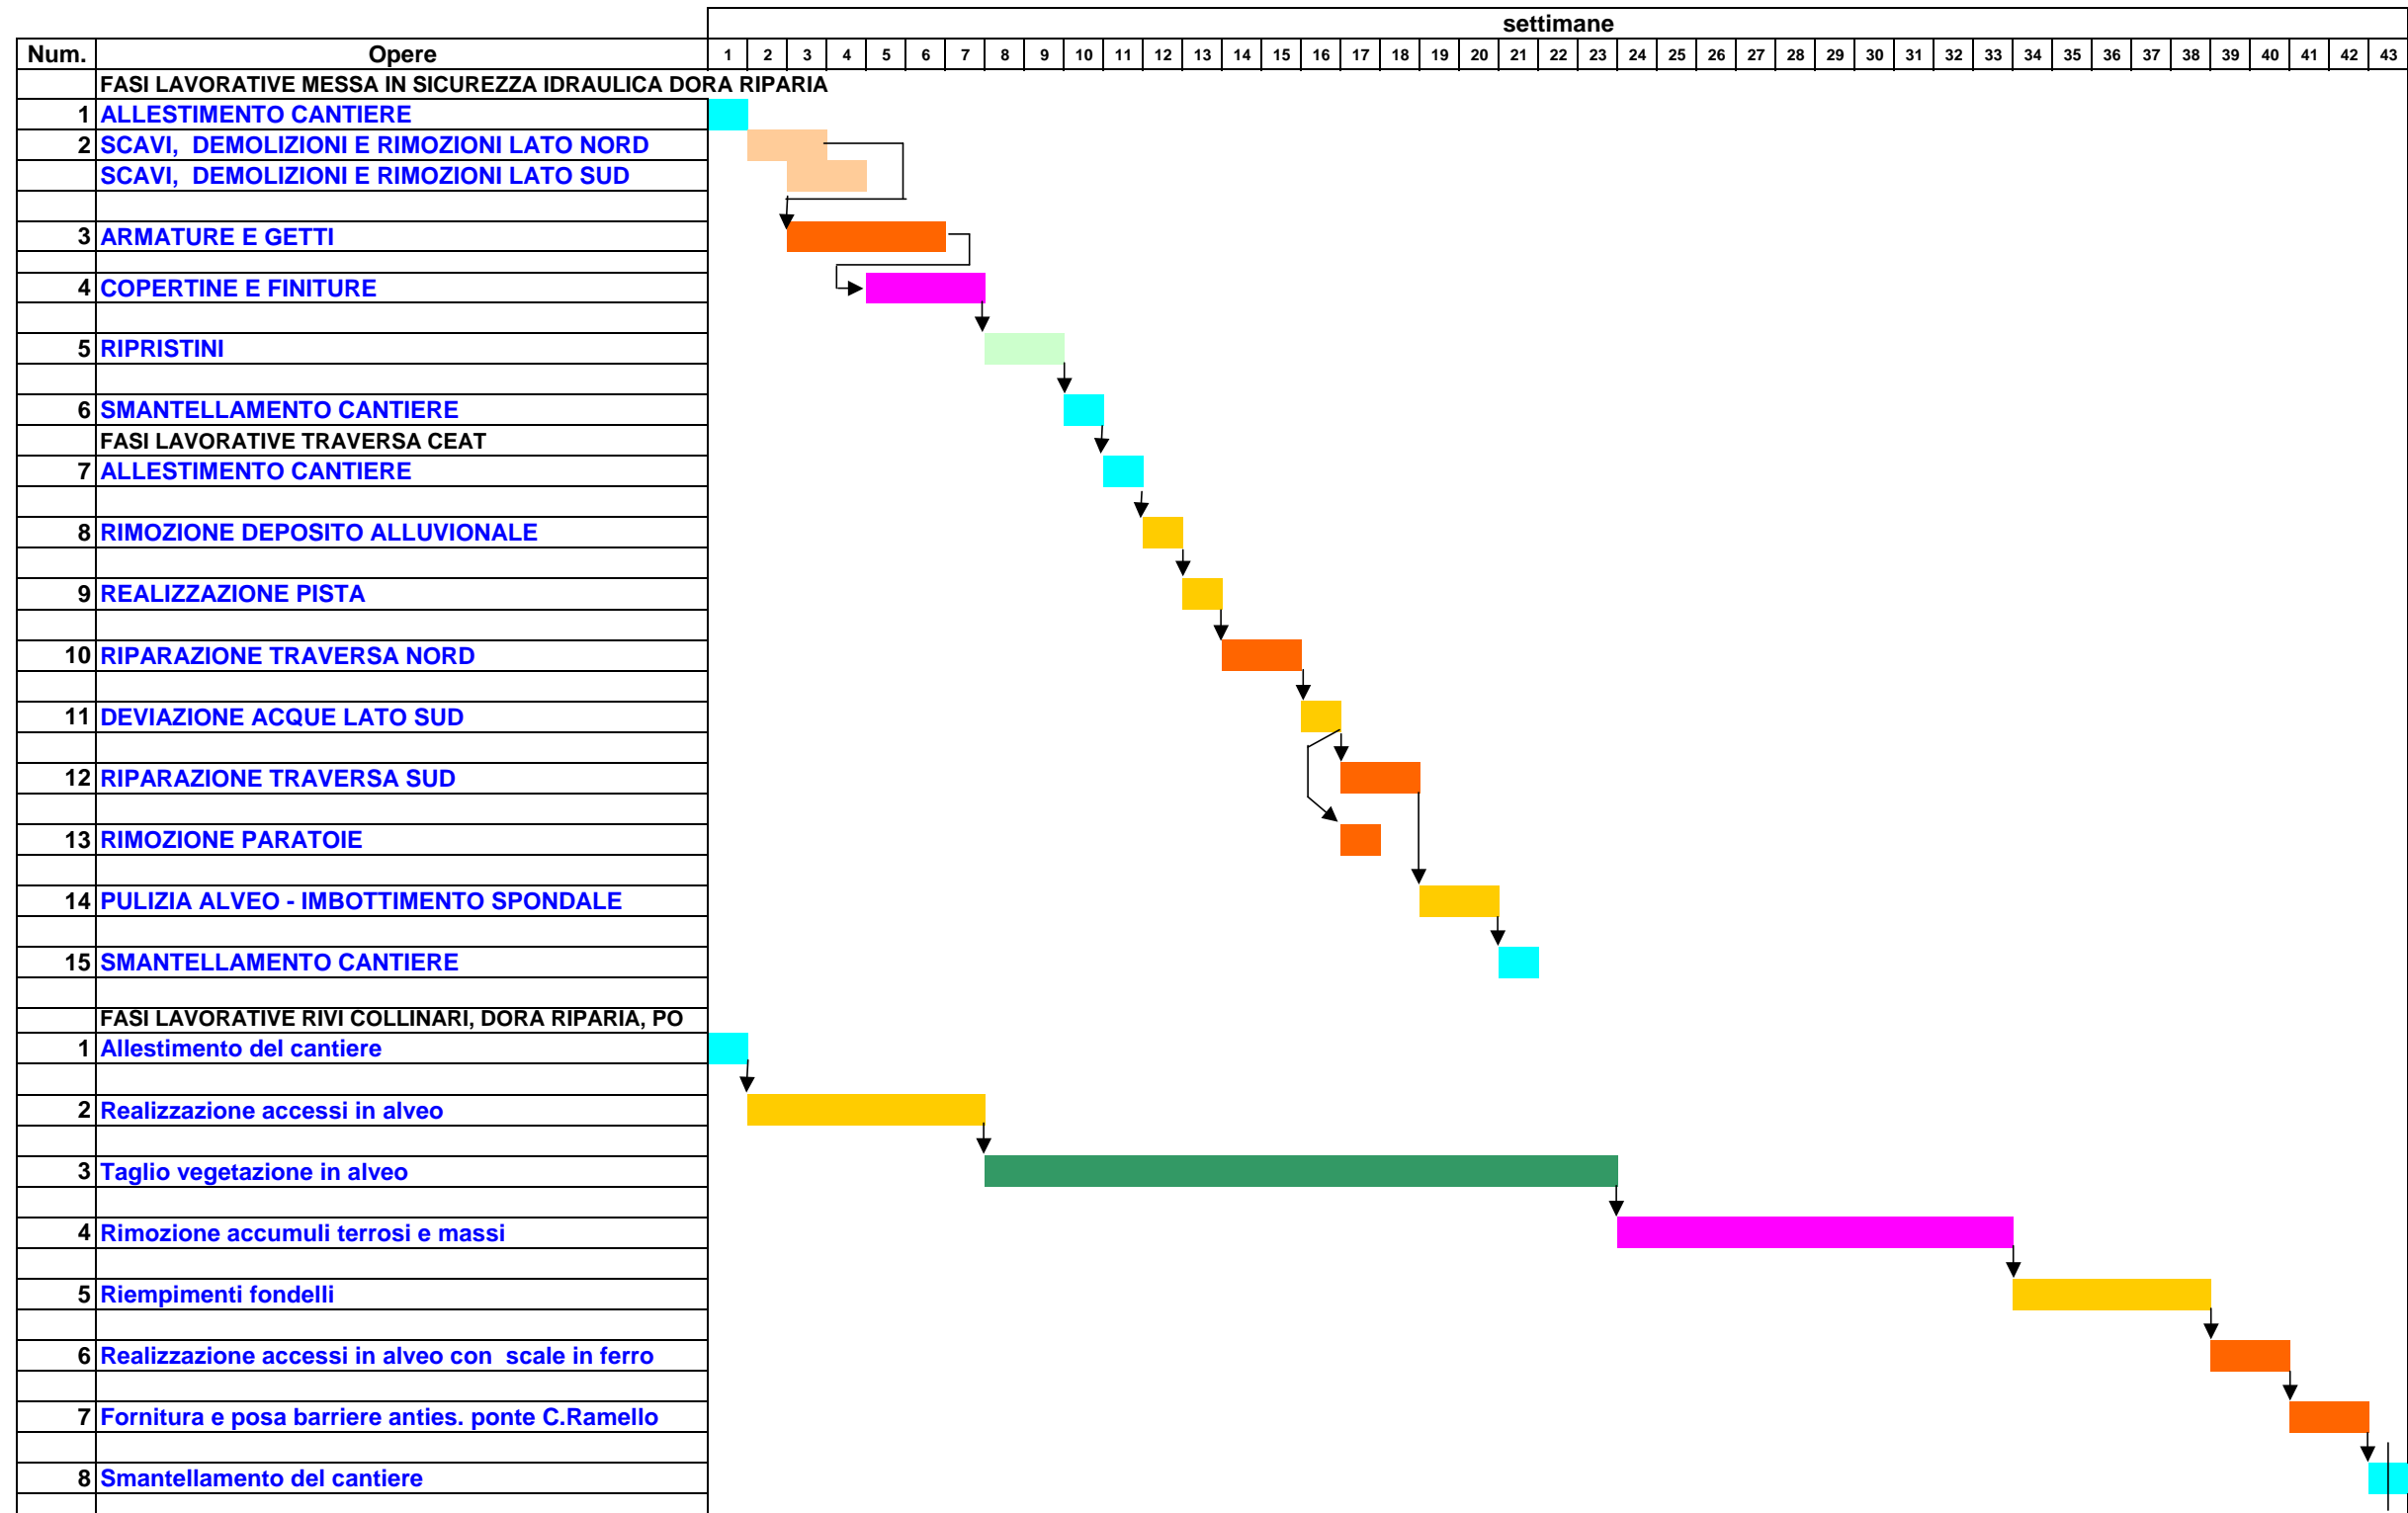 settimane
Num. Opere 1 2 3 4 5 6 7 8 9 10 11 12 13 14 15 16 17 18 19 20 21 22 23 24 25 26 27 28 29 30 31 32 33 34 35 36 37 38 39 40 41 42 43
FASI LAVORATIVE MESSA IN SICUREZZA IDRAULICA DORA RIPARIA
1 ALLESTIMENTO CANTIERE
2 SCAVI, DEMOLIZIONI E RIMOZIONI LATO NORD
SCAVI, DEMOLIZIONI E RIMOZIONI LATO SUD
3 ARMATURE E GETTI
4 COPERTINE E FINITURE
5 RIPRISTINI
6 SMANTELLAMENTO CANTIERE
FASI LAVORATIVE TRAVERSA CEAT
7 ALLESTIMENTO CANTIERE
8 RIMOZIONE DEPOSITO ALLUVIONALE
9 REALIZZAZIONE PISTA
10 RIPARAZIONE TRAVERSA NORD
11 DEVIAZIONE ACQUE LATO SUD
12 RIPARAZIONE TRAVERSA SUD
13 RIMOZIONE PARATOIE
14 PULIZIA ALVEO - IMBOTTIMENTO SPONDALE
15 SMANTELLAMENTO CANTIERE
FASI LAVORATIVE RIVI COLLINARI, DORA RIPARIA, PO
1 Allestimento del cantiere
2 Realizzazione accessi in alveo
3 Taglio vegetazione in alveo
4 Rimozione accumuli terrosi e massi
5 Riempimenti fondelli
6 Realizzazione accessi in alveo con scale in ferro
7 Fornitura e posa barriere anties. ponte C.Ramello
8 Smantellamento del cantiere